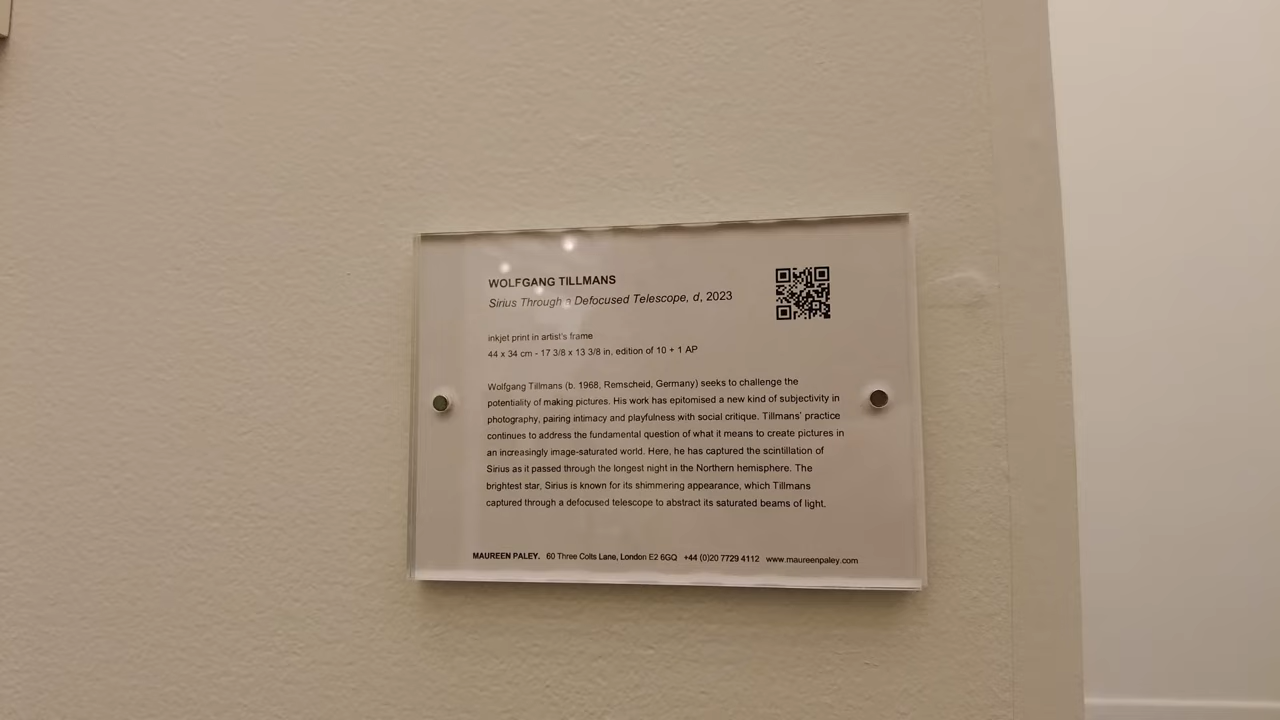 WOLFGANG TILLMANS
Sirius Through a Defocused Telescope, d, 2023
inkjet print in artist's frame
44 x 34 cm - 17 3/8 x 13 3/8 in, edition of 10 + 1 AP
Wolfgang Tillmans (b. 1968, Remscheid, Germany) seeks to challenge the
potentiality of making pictures. His work has epitomised a new kind of subjectivity in
photography, pairing intimacy and playfulness with social critique. Tillmans' practice
continues to address the fundamental question of what it means to create pictures in
an increasingly image-saturated world. Here, he has captured the scintillation of
Sirius as it passed through the longest night in the Northern hemisphere. The
brightest star, Sirius is known for its shimmering appearance, which Tillmans
captured through a defocused telescope to abstract its saturated beams of light.
MAUREEN PALEY. 60 Three Colts Lane, London E2 6GQ +44 (0)20 7729 4112 www.maureenpaley.com